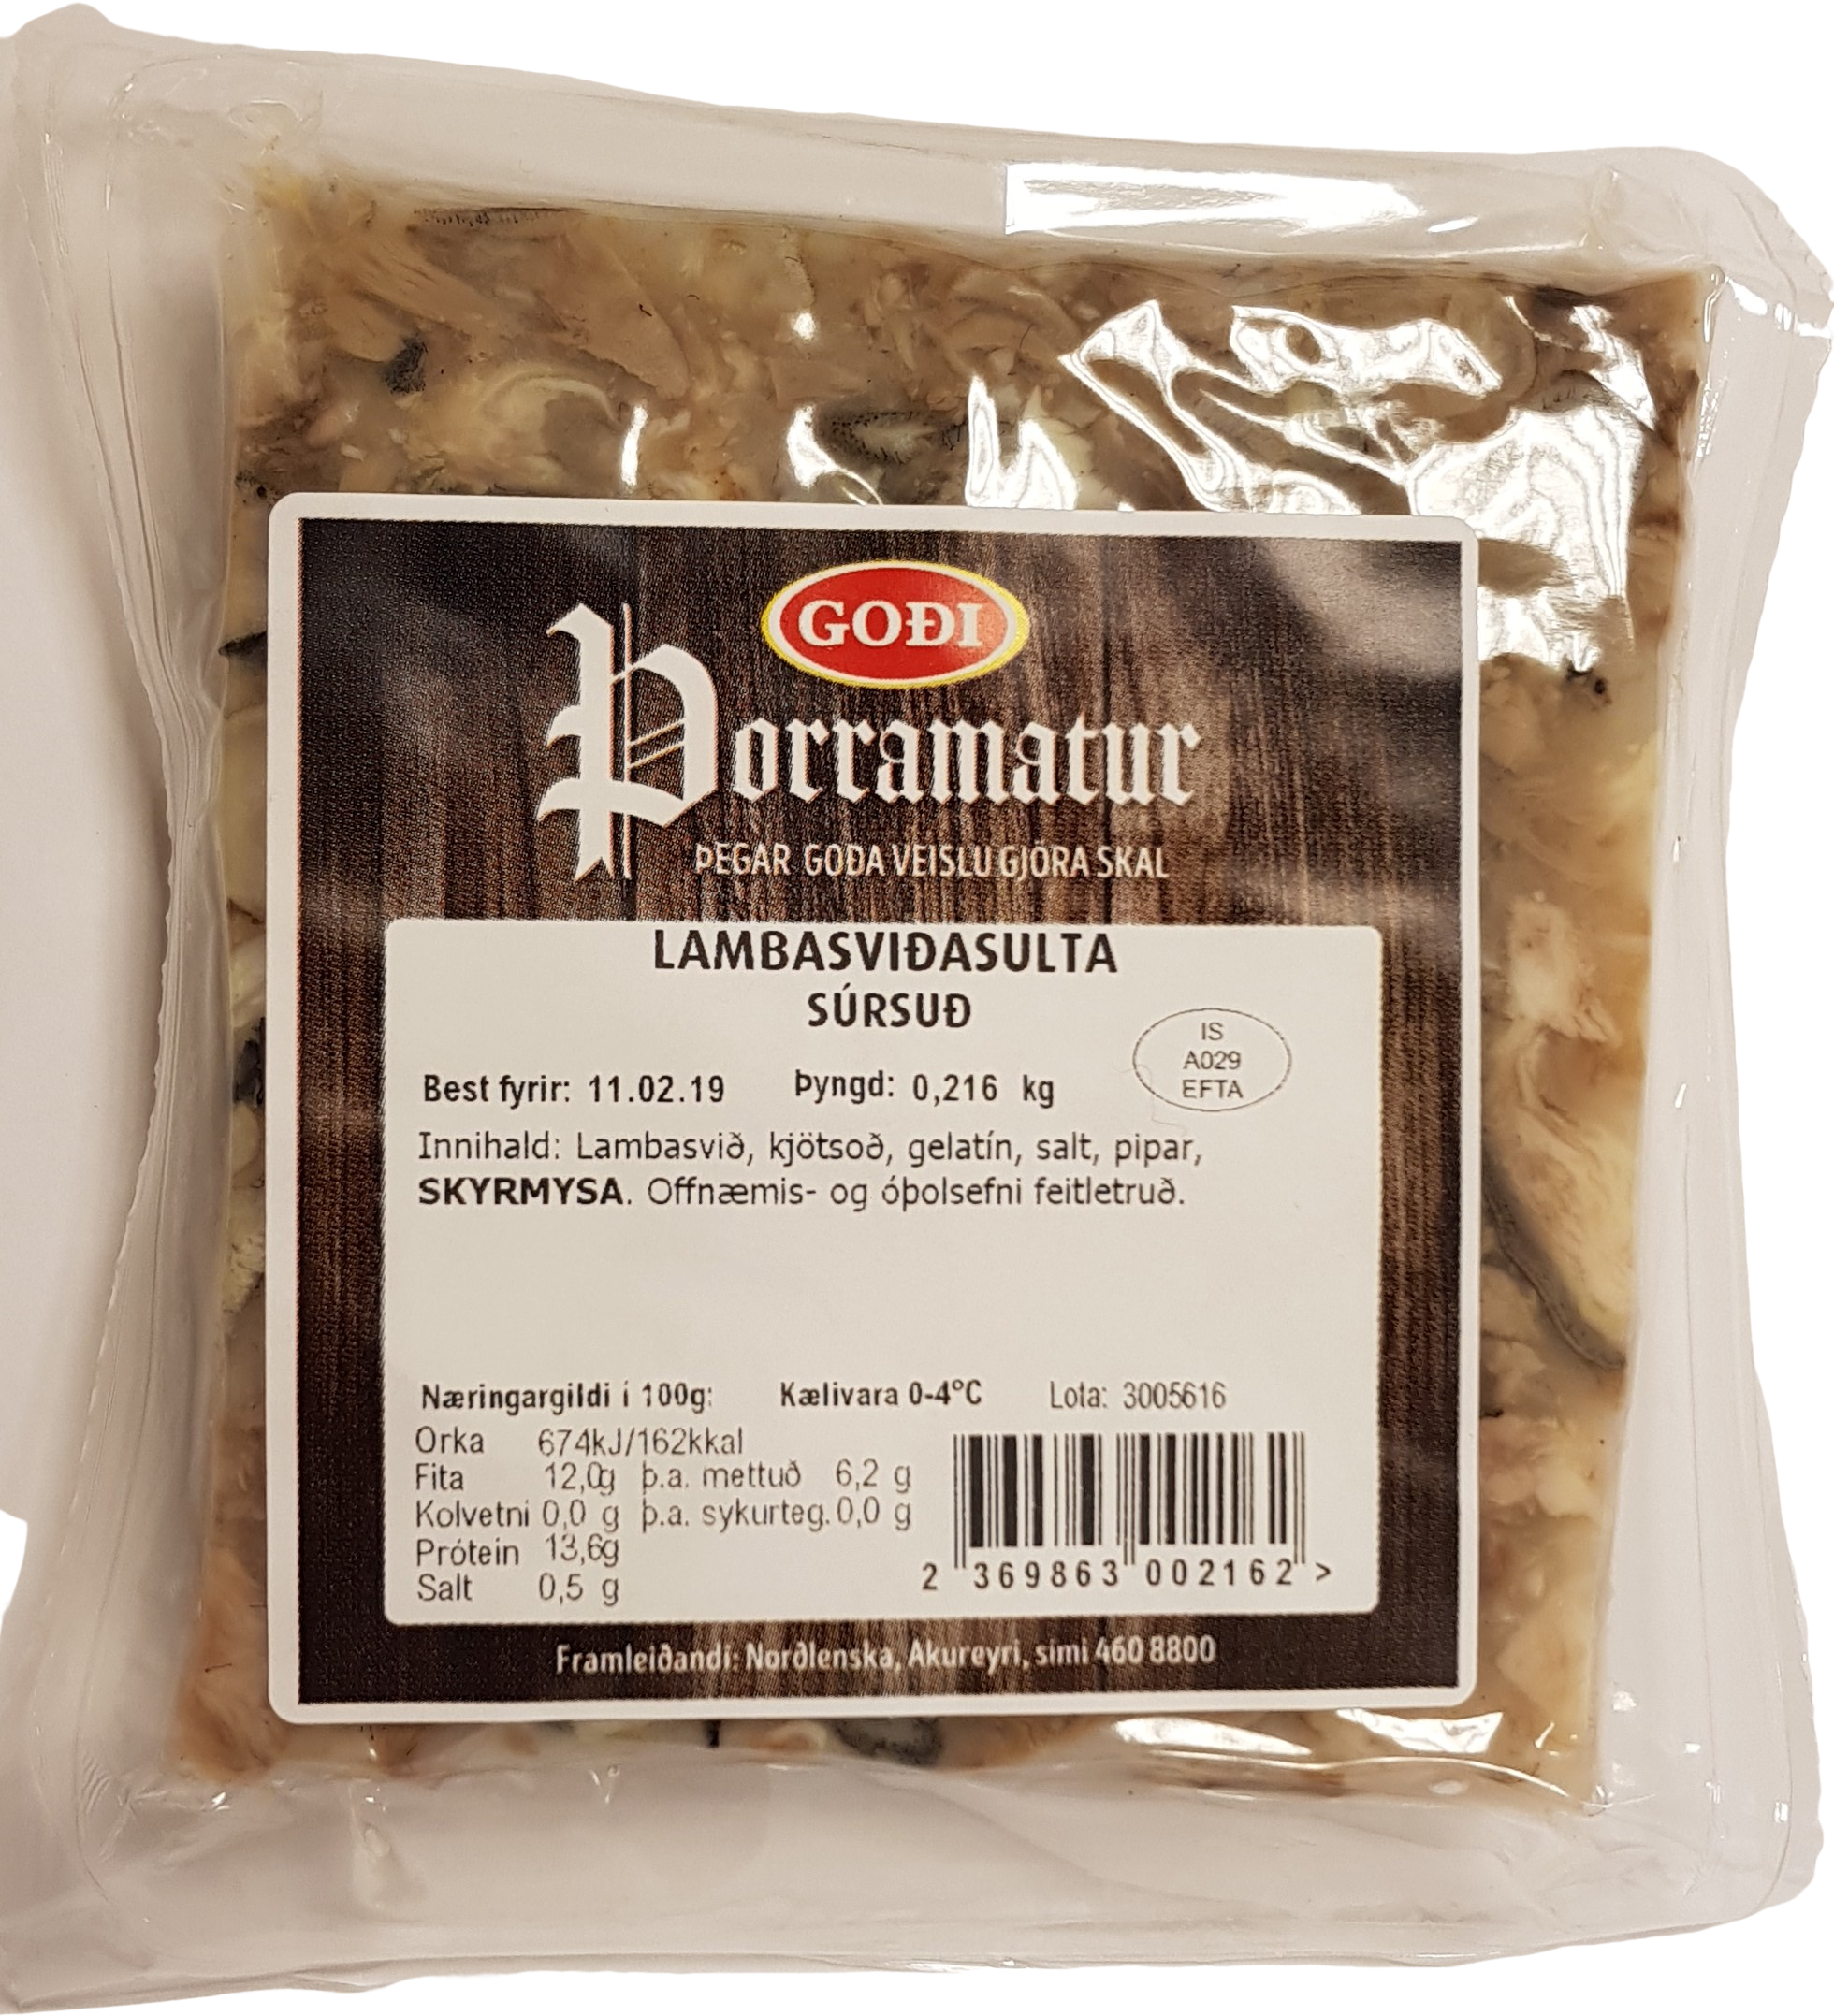 GOÐI
Þorramatur
ÞEGAR GOÐA VEISLU GJÖRA SKAL
LAMBASVIÐASULTA
SÚRSUÐ
IS
A029
EFTA
Best fyrir: 11.02.19 Þyngd: 0,216 kg
Innihald: Lambasvið, kjötsoð, gelatín, salt, pipar,
SKYRMYSA. Offnæmis- og óþolsefni feitletruð.
Næringargildi í 100g: Kælivara 0-4°C Lota: 3005616
Orka 674kJ/162kkal
Fita 12,0g þ.a. mettuð 6,2 g
Kolvetni 0,0 g þ.a. sykurteg. 0,0 g
Prótein 13,6g
Salt 0,5 g
2 369863 002162 >
Framleiðandi: Norðlenska, Akureyri, sími 460 8800